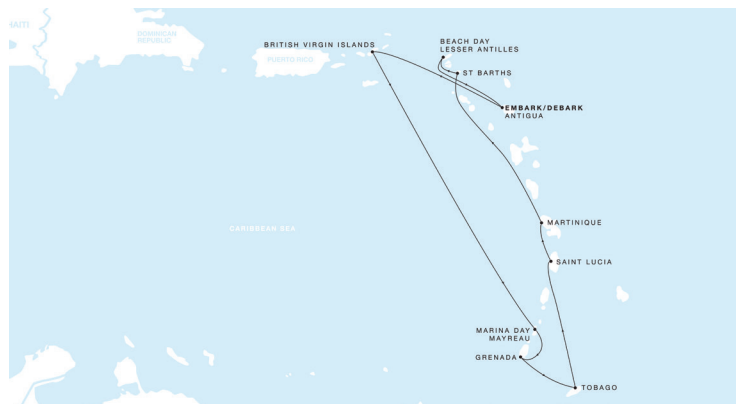 HAITI
DOMINICAN
REPUBLIC
PUERTO RICO
BRITISH VIRGIN ISLANDS
BEACH DAY
LESSER ANTILLES
ST BARTHS
EMBARK/DEBARK
ANTIGUA
CARIBBEAN SEA
MARTINIQUE
SAINT LUCIA
MARINA DAY
MAYREAU
GRENADA
TOBAGO